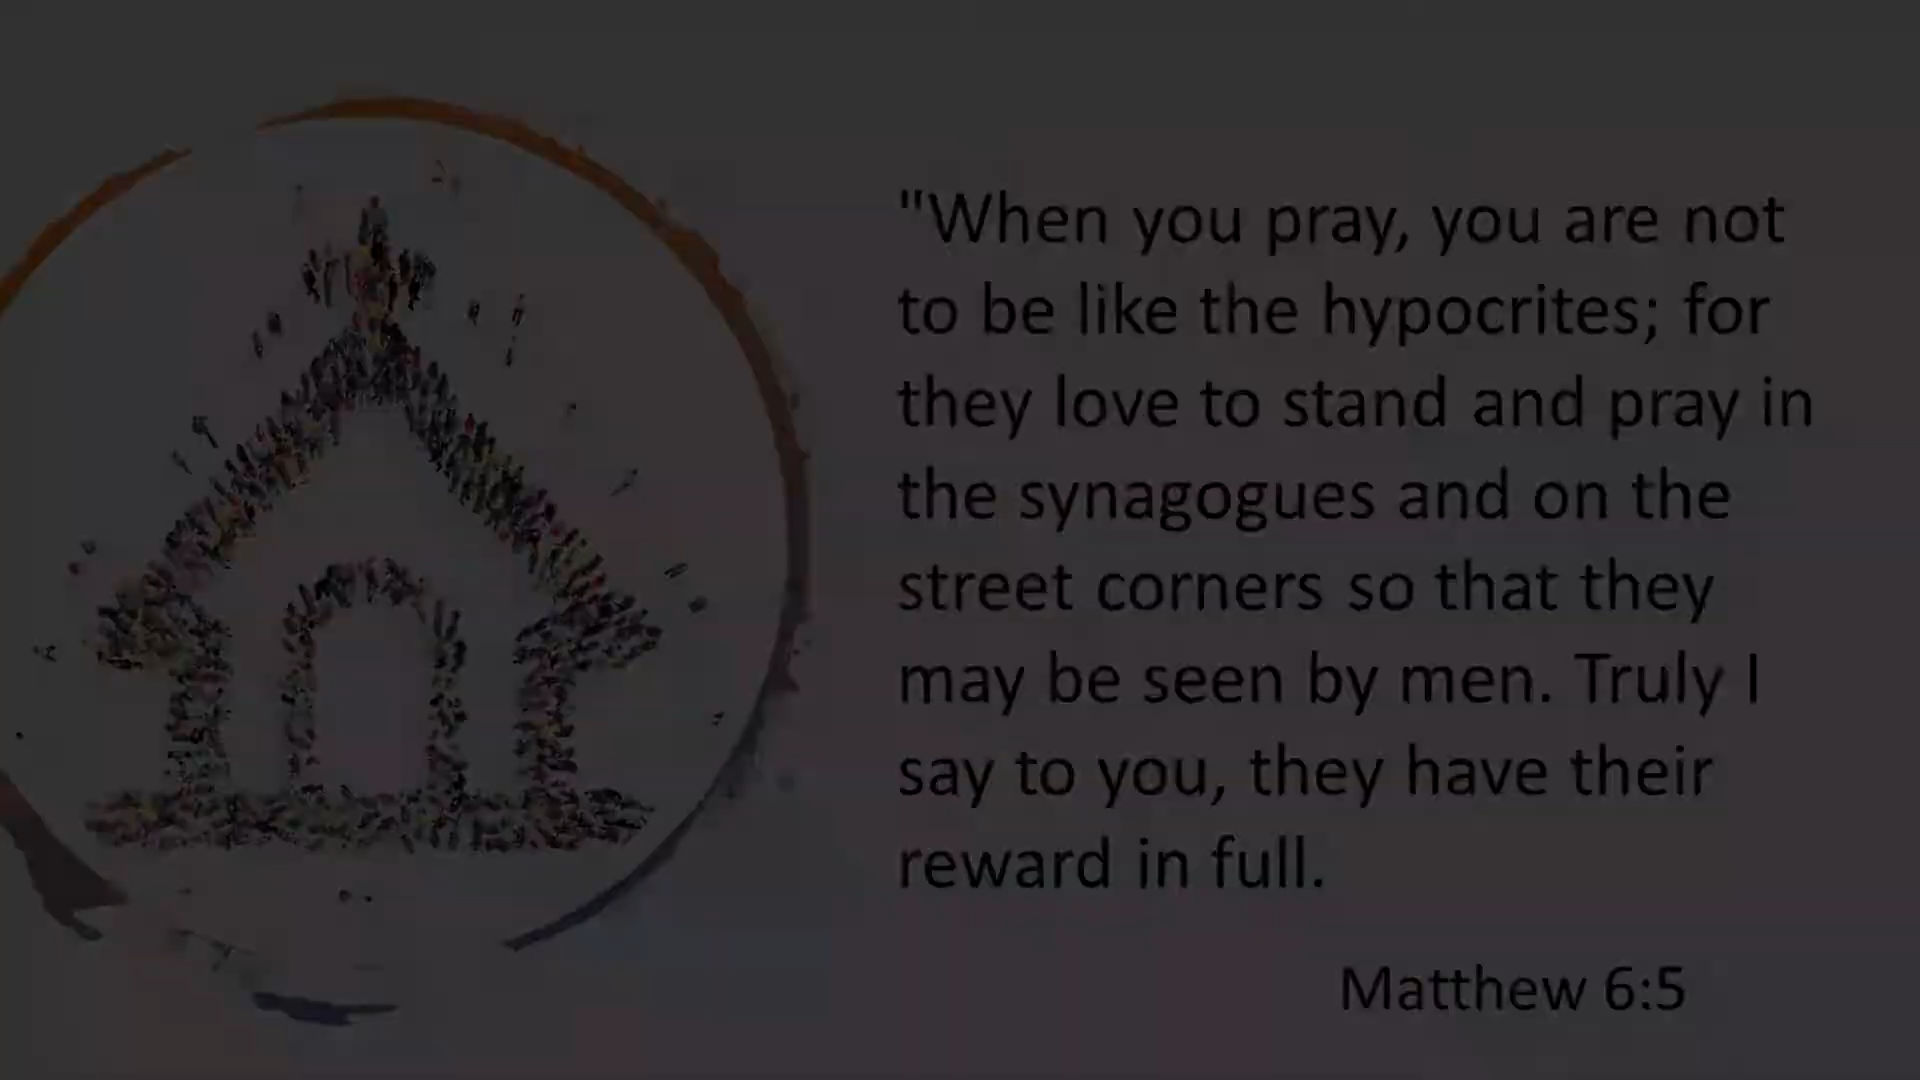 "When you pray, you are not
to be like the hypocrites; for
they love to stand and pray in
the synagogues and on the
street corners so that they
may be seen by men. Truly I
say to you, they have their
reward in full.
Matthew 6:5